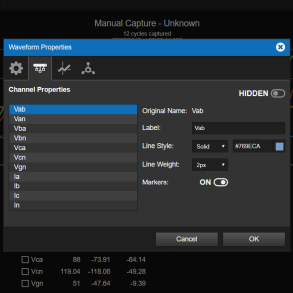 Manual Capture - Unknown
12 cycles captured
Waveform Properties
Channel Properties
HIDDEN
Vab
Van
Vba
Vbn
Vca
Vcn
Vgn
Ia
Ib
Ic
In
Original Name: Vab
Label: Vab
Line Style: Solid #769ECA
Line Weight: 2px
Markers: ON
Cancel OK
Vca 88 -73.91 -64.14
Vcn 119.04 -118.06 -49.28
Vgn 51 -47.64 -9.39